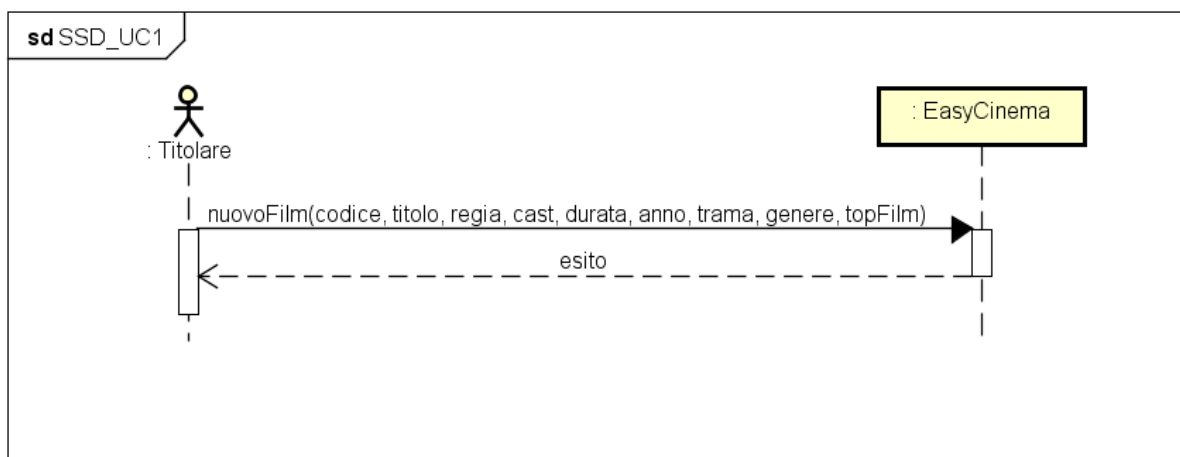 sd SSD_UC1
: Titolare
: EasyCinema
nuovoFilm(codice, titolo, regia, cast, durata, anno, trama, genere, topFilm)
esito